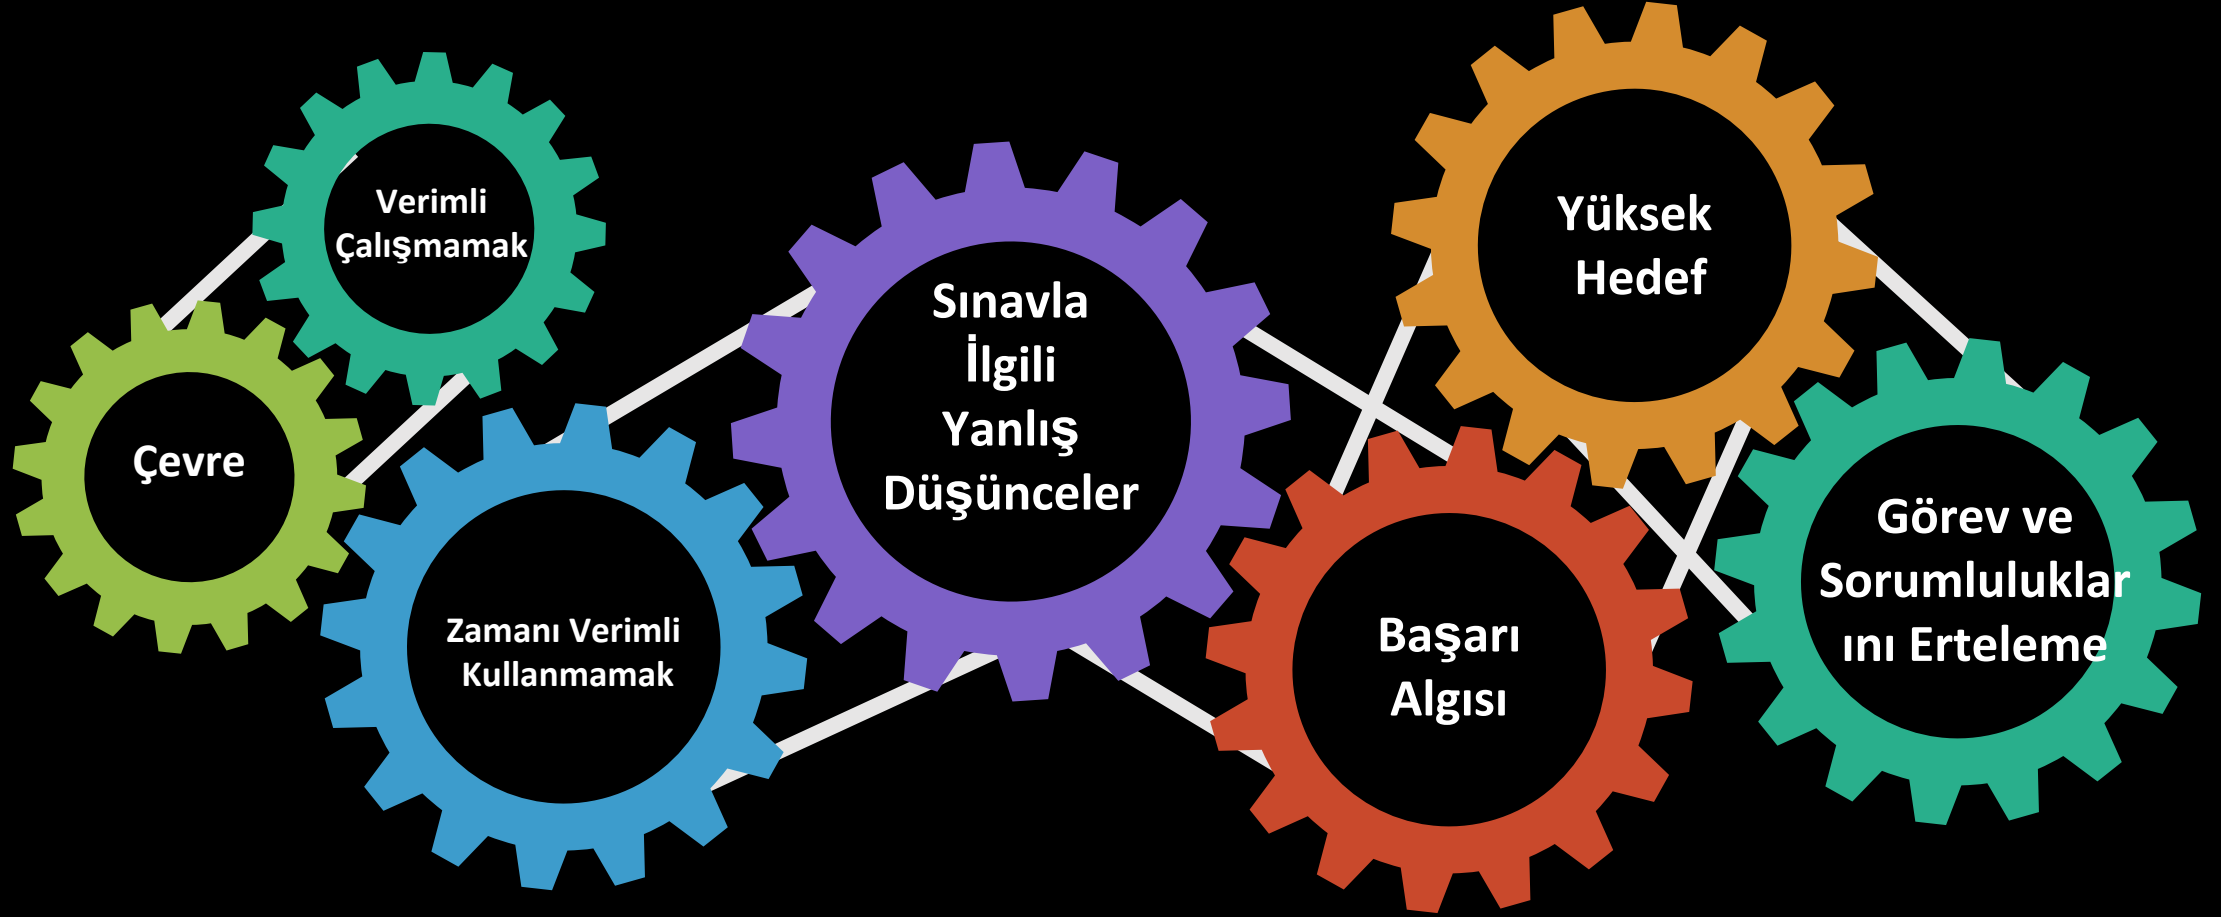 Verimli
Çalışmamak
Çevre
Zamanı Verimli
Kullanmamak
Sınavla
İlgili
Yanlış
Düşünceler
Yüksek
Hedef
Başarı
Algısı
Görev ve
Sorumluluklar
ını Erteleme